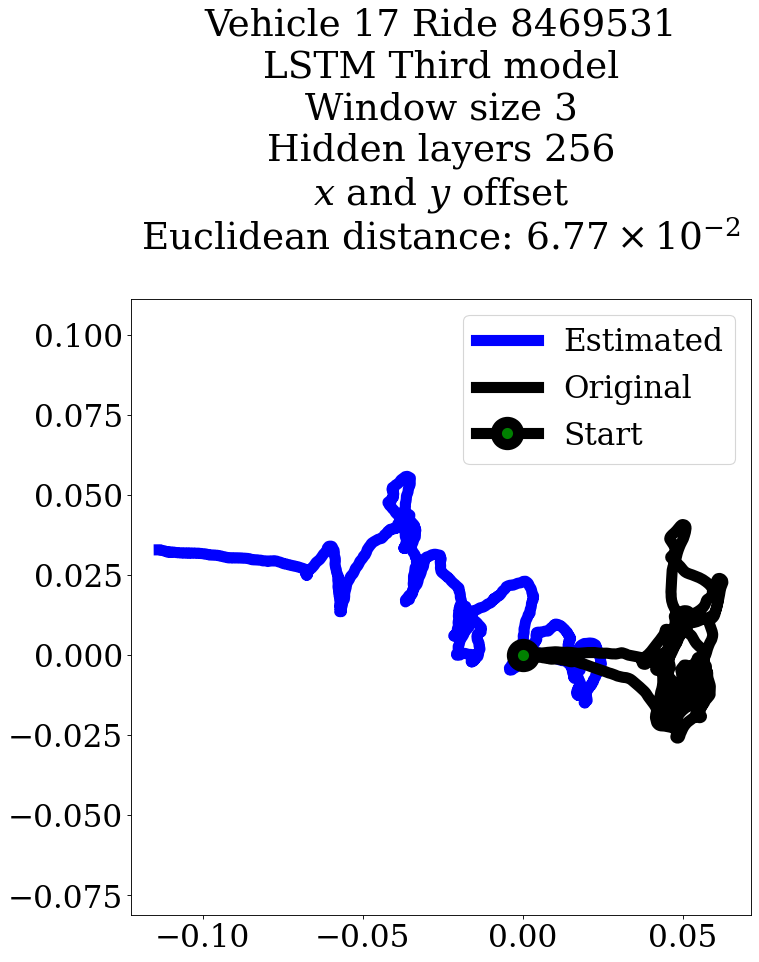 Vehicle 17 Ride 8469531
LSTM Third model
Window size 3
Hidden layers 256
x and y offset
Euclidean distance: 6.77 × 10⁻²
Estimated
Original
Start
0.100
0.075
0.050
0.025
0.000
−0.025
−0.050
−0.075
−0.10
−0.05
0.00
0.05